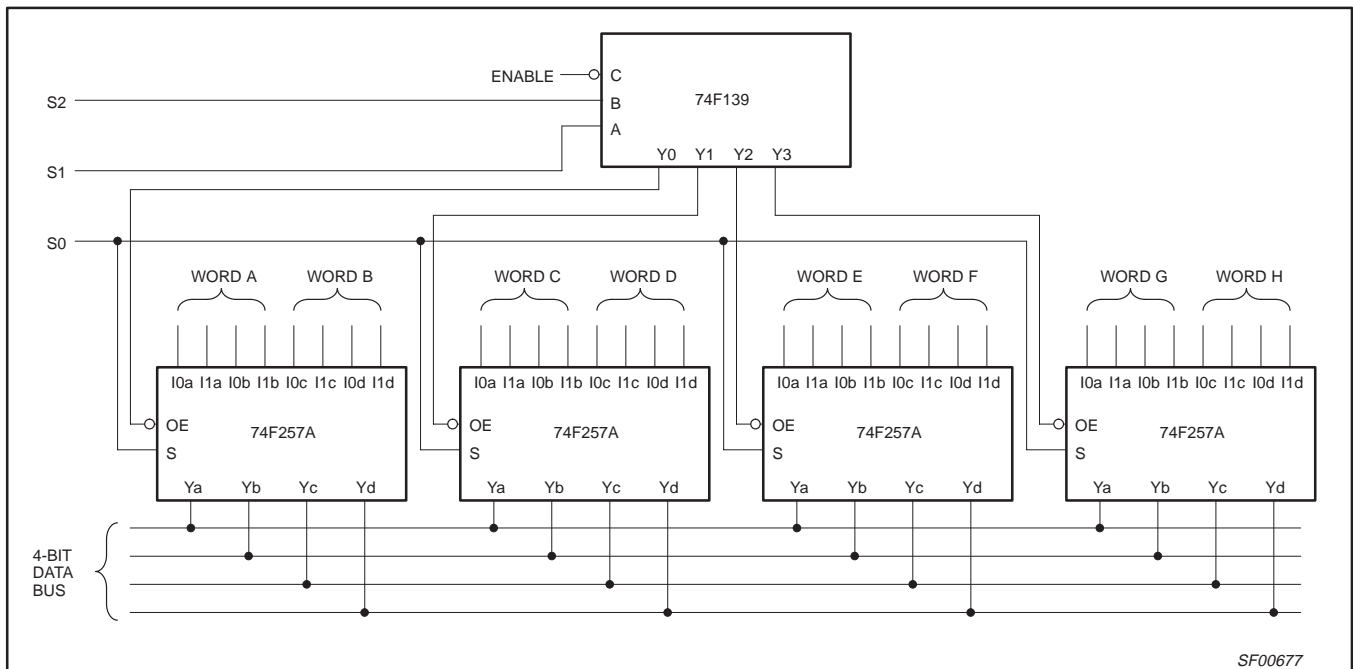 ENABLE
C
74F139
S2
B
A
Y0 Y1 Y2 Y3
S1
S0
WORD A WORD B WORD C WORD D WORD E WORD F WORD G WORD H
I0a I1a I0b I1b I0c I1c I0d I1d I0a I1a I0b I1b I0c I1c I0d I1d I0a I1a I0b I1b I0c I1c I0d I1d I0a I1a I0b I1b I0c I1c I0d I1d
OE 74F257A OE 74F257A OE 74F257A OE 74F257A
S S S S
Ya Yb Yc Yd Ya Yb Yc Yd Ya Yb Yc Yd Ya Yb Yc Yd
4-BIT
DATA
BUS
SF00677